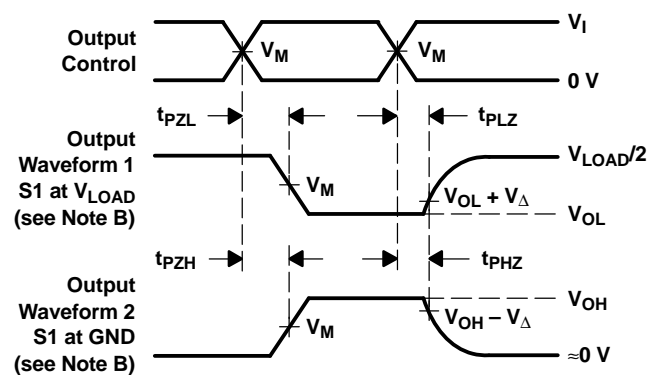 Output
Control
V_M
V_M
V_I
0 V
t_PZL
t_PLZ
Output
Waveform 1
S1 at V_LOAD
(see Note B)
V_M
V_LOAD/2
V_OL + V_Δ
V_OL
t_PZH
t_PHZ
Output
Waveform 2
S1 at GND
(see Note B)
V_M
V_OH
V_OH − V_Δ
≈0 V